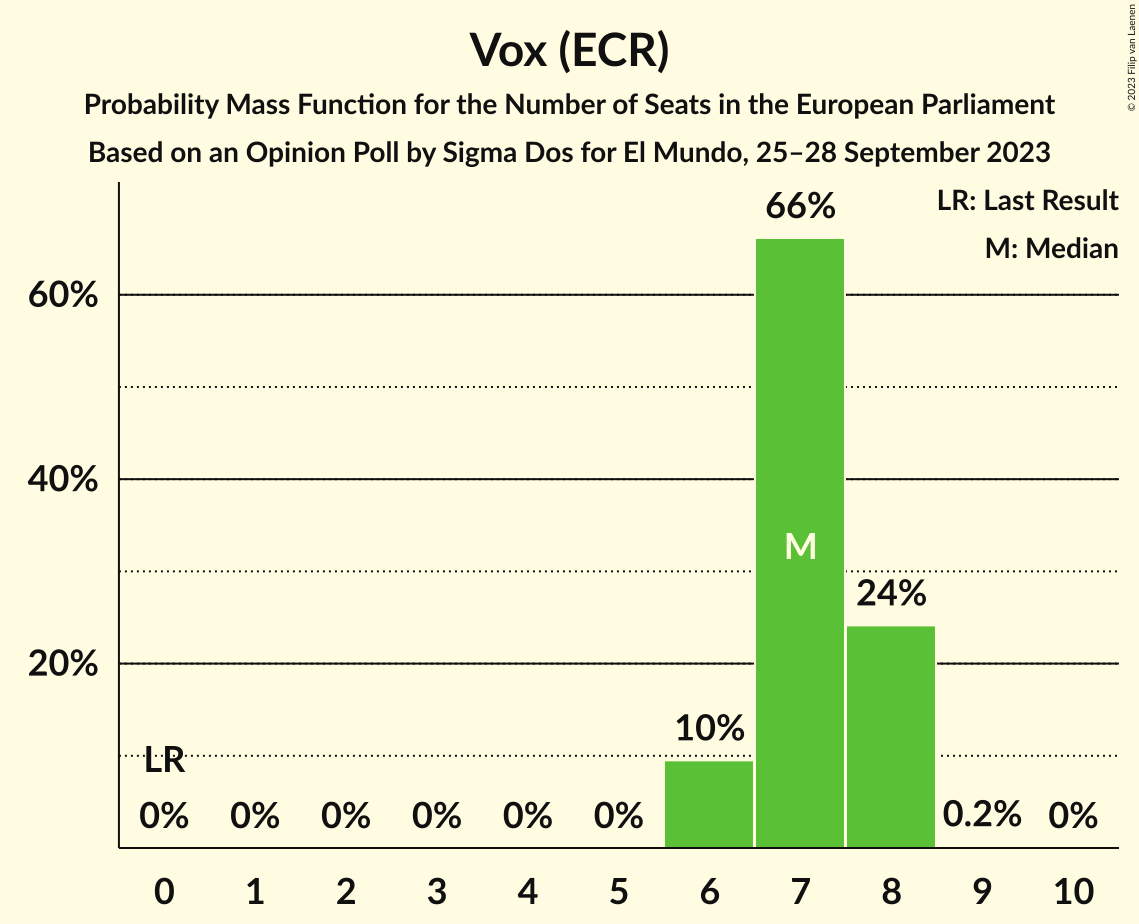 Vox (ECR)
Probability Mass Function for the Number of Seats in the European Parliament
Based on an Opinion Poll by Sigma Dos for El Mundo, 25–28 September 2023
© 2023 Filip van Laenen
LR: Last Result
M: Median
66%
60%
40%
M
24%
20%
10%
LR
0% 0% 0% 0% 0% 0% 0.2% 0%
0 1 2 3 4 5 6 7 8 9 10